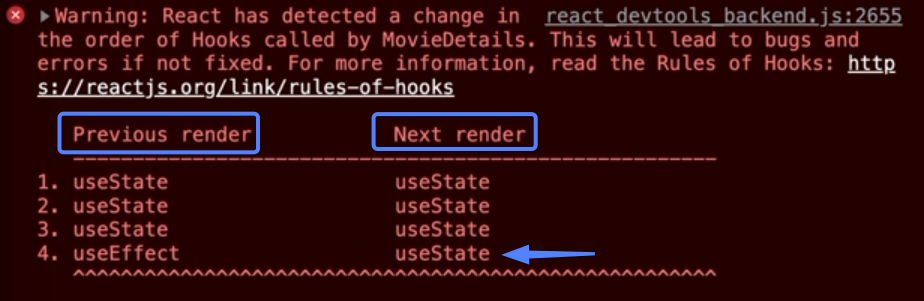 ▶Warning: React has detected a change in react_devtools_backend.js:2655
the order of Hooks called by MovieDetails. This will lead to bugs and
errors if not fixed. For more information, read the Rules of Hooks: http
s://reactjs.org/link/rules-of-hooks
Previous render Next render
------------------------------------------------------
1. useState useState
2. useState useState
3. useState useState
4. useEffect useState
^^^^^^^^^^^^^^^^^^^^^^^^^^^^^^^^^^^^^^^^^^^^^^^^^^^^^^